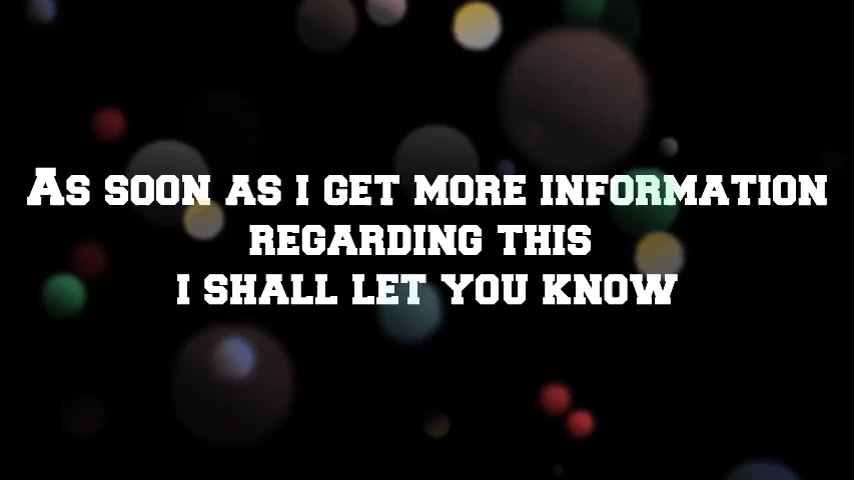 As soon as i get more information
regarding this
i shall let you know